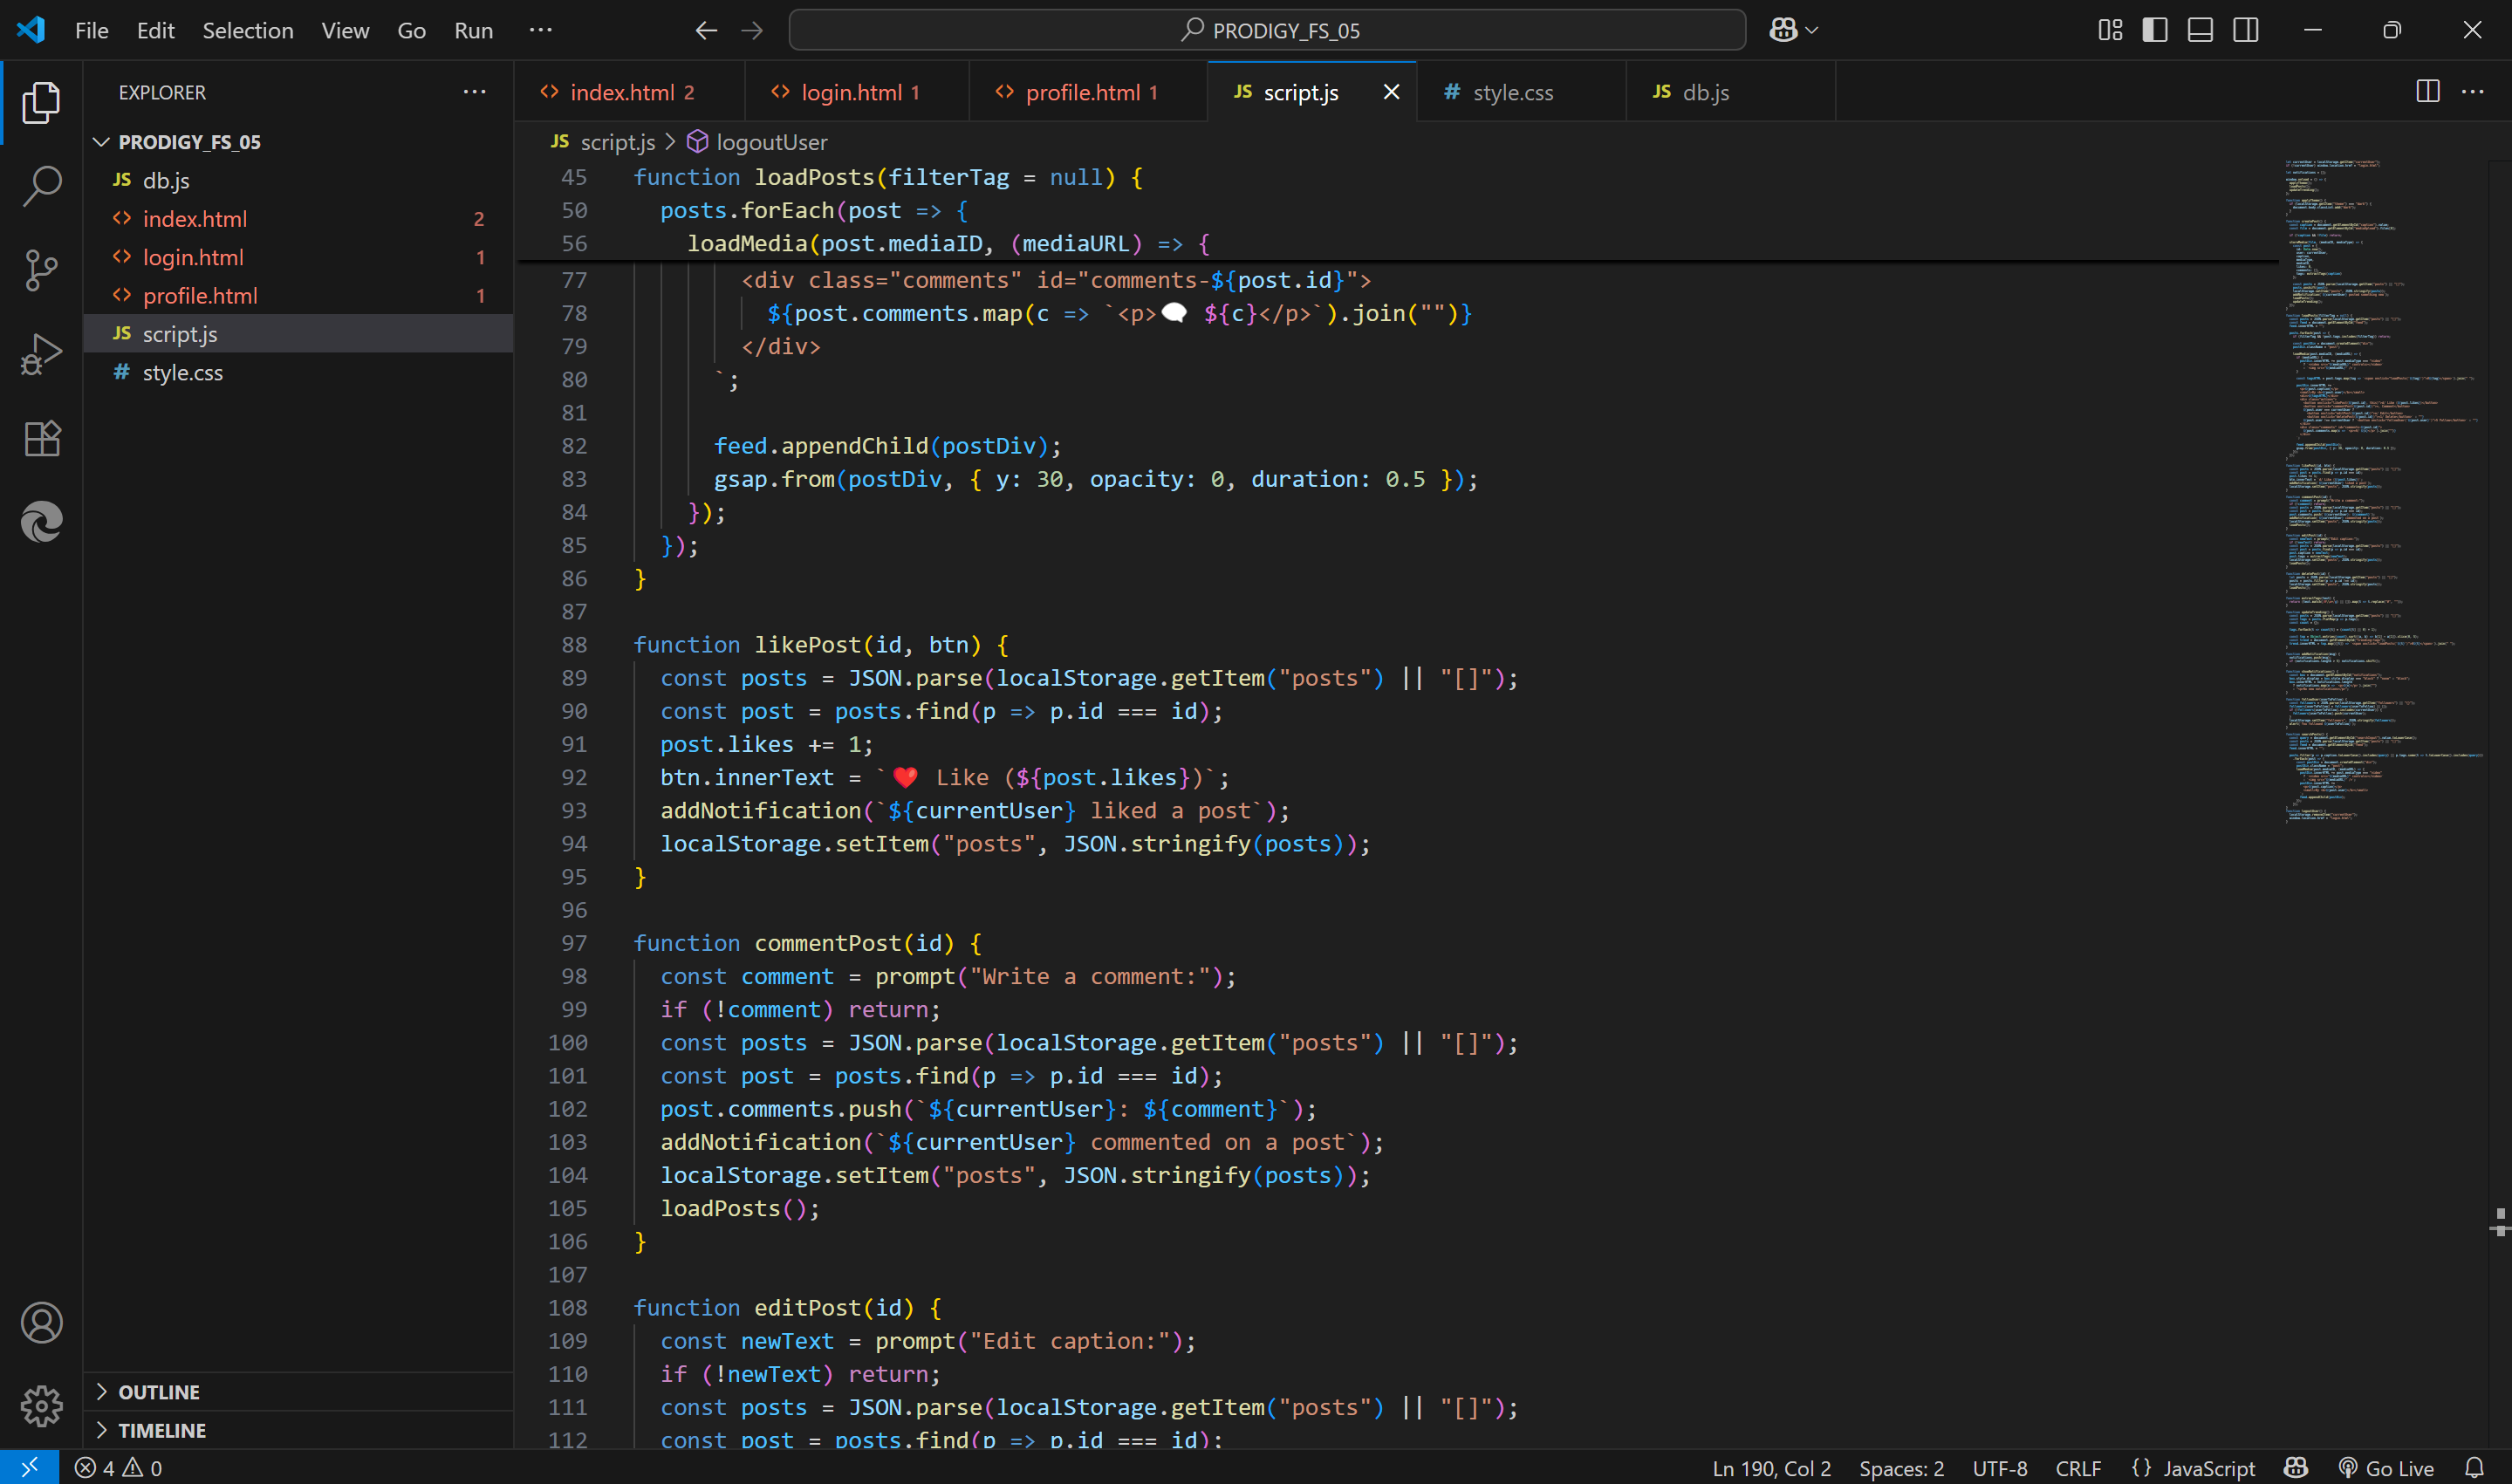 File Edit Selection View Go Run ···
PRODIGY_FS_05
EXPLORER ···
PRODIGY_FS_05
JS db.js
<> index.html 2
<> login.html 1
<> profile.html 1
JS script.js
# style.css
OUTLINE
TIMELINE
<> index.html 2 <> login.html 1 <> profile.html 1 JS script.js # style.css JS db.js
JS script.js > logoutUser
45 function loadPosts(filterTag = null) {
50 posts.forEach(post => {
56 loadMedia(post.mediaID, (mediaURL) => {
77 <div class="comments" id="comments-${post.id}">
78 ${post.comments.map(c => `<p>🗨️ ${c}</p>`).join("")}
79 </div>
80 `;
81
82 feed.appendChild(postDiv);
83 gsap.from(postDiv, { y: 30, opacity: 0, duration: 0.5 });
84 });
85 });
86 }
87
88 function likePost(id, btn) {
89 const posts = JSON.parse(localStorage.getItem("posts") || "[]");
90 const post = posts.find(p => p.id === id);
91 post.likes += 1;
92 btn.innerText = `❤️ Like (${post.likes})`;
93 addNotification(`${currentUser} liked a post`);
94 localStorage.setItem("posts", JSON.stringify(posts));
95 }
96
97 function commentPost(id) {
98 const comment = prompt("Write a comment:");
99 if (!comment) return;
100 const posts = JSON.parse(localStorage.getItem("posts") || "[]");
101 const post = posts.find(p => p.id === id);
102 post.comments.push(`${currentUser}: ${comment}`);
103 addNotification(`${currentUser} commented on a post`);
104 localStorage.setItem("posts", JSON.stringify(posts));
105 loadPosts();
106 }
107
108 function editPost(id) {
109 const newText = prompt("Edit caption:");
110 if (!newText) return;
111 const posts = JSON.parse(localStorage.getItem("posts") || "[]");
112 const post = posts.find(p => p.id === id);
4 0 Ln 190, Col 2 Spaces: 2 UTF-8 CRLF {} JavaScript Go Live